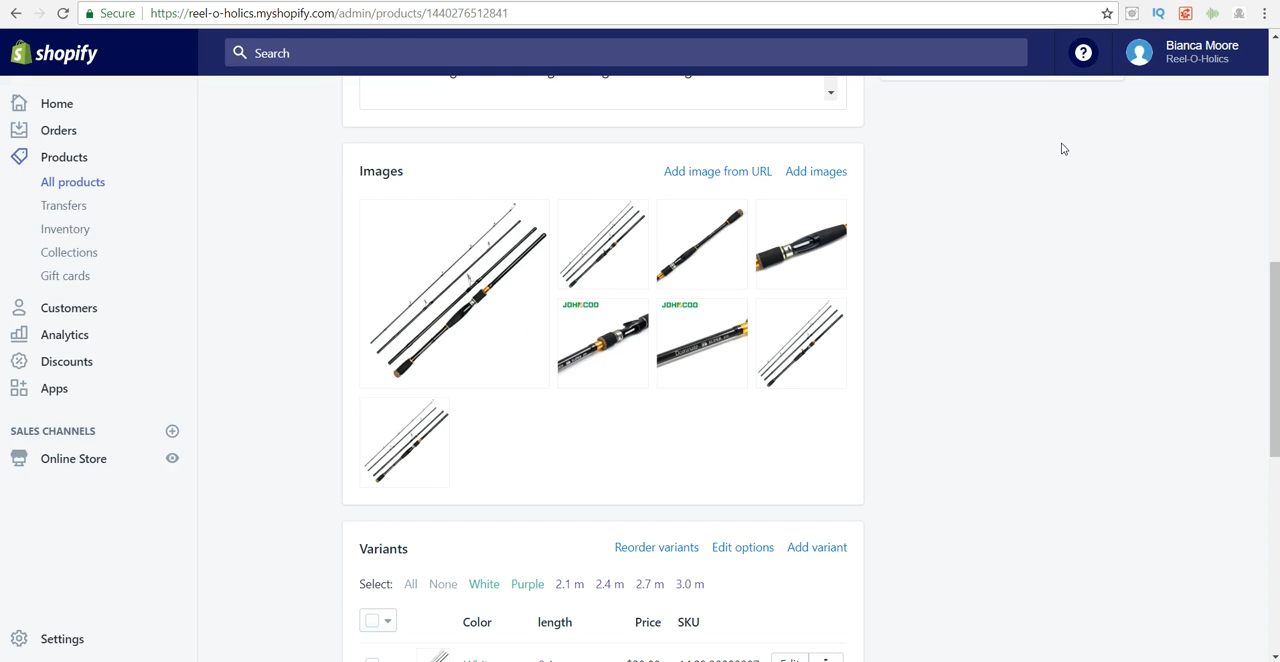 Secure https://reel-o-holics.myshopify.com/admin/products/1440276512841
IQ
shopify
Search
?
Bianca Moore
Reel-O-Holics
Home
Orders
Products
All products
Transfers
Inventory
Collections
Gift cards
Customers
Analytics
Discounts
Apps
SALES CHANNELS
Online Store
Settings
Images
Add image from URL Add images
JOHNCOO JOHNCOO
Variants
Reorder variants Edit options Add variant
Select: All None White Purple 2.1 m 2.4 m 2.7 m 3.0 m
Color length Price SKU